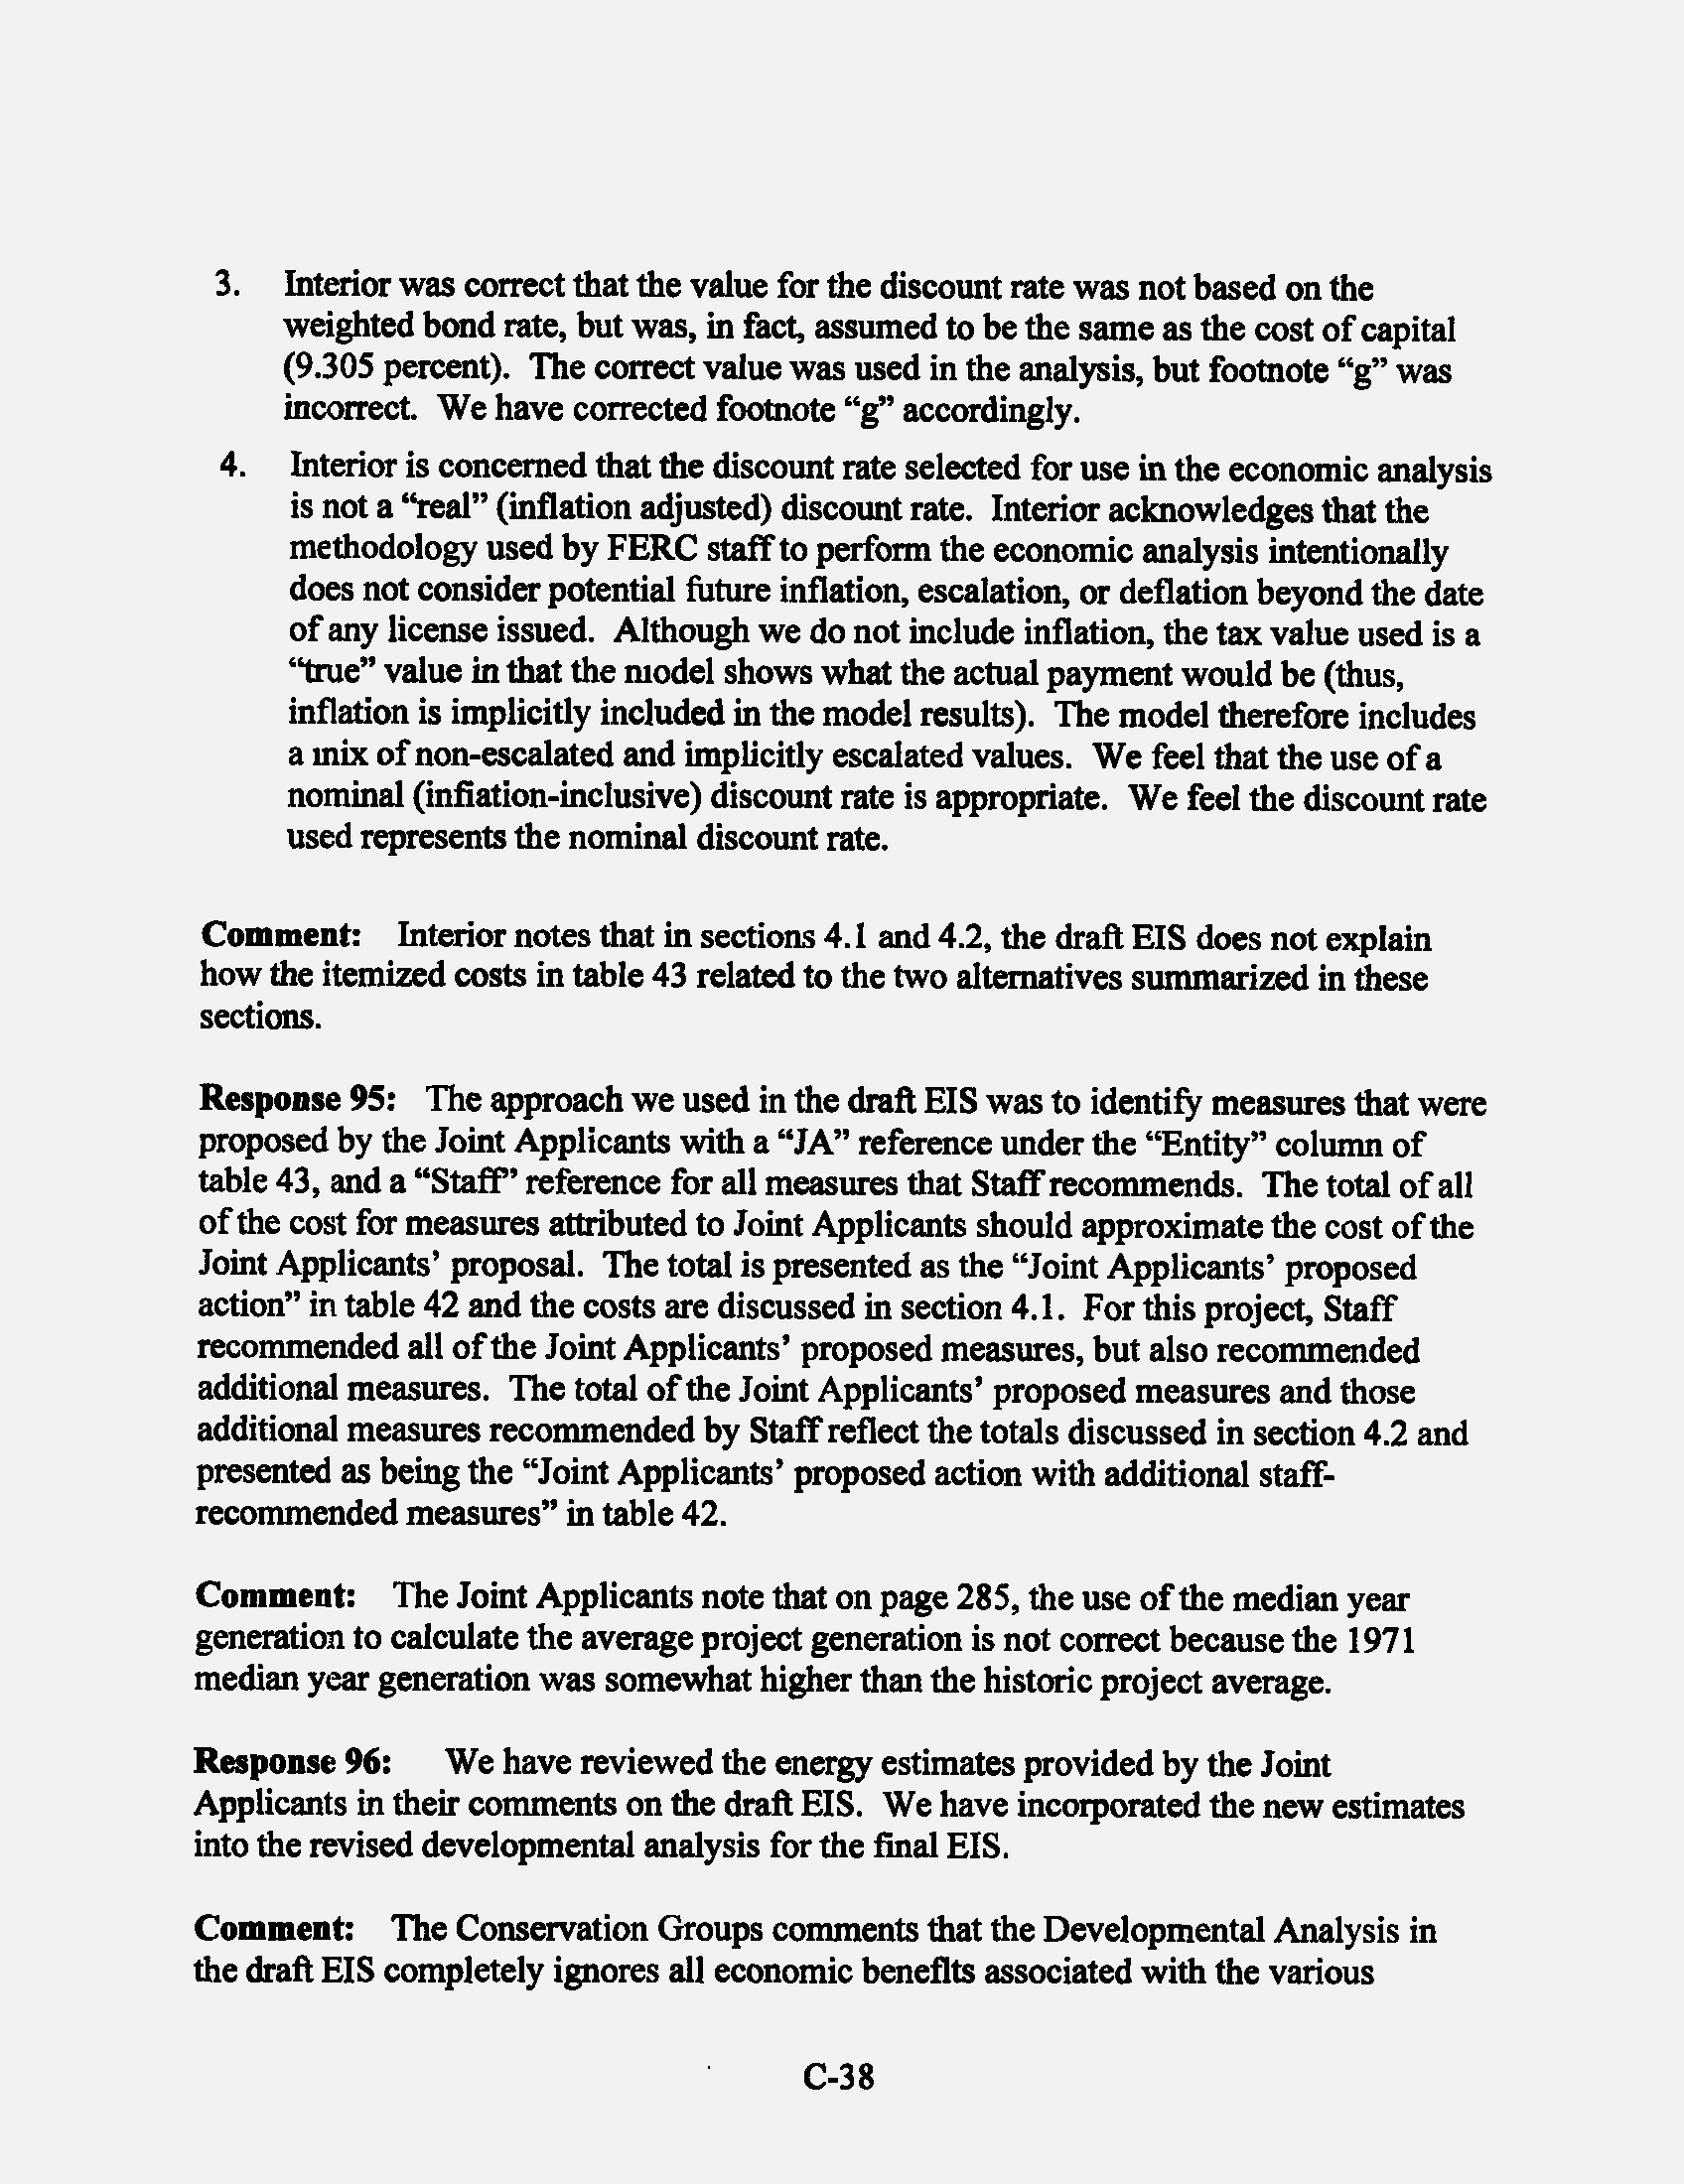 3. Interior was correct that the value for the discount rate was not based on the
weighted bond rate, but was, in fact, assumed to be the same as the cost of capital
(9.305 percent). The correct value was used in the analysis, but footnote “g” was
incorrect. We have corrected footnote “g” accordingly.
4. Interior is concerned that the discount rate selected for use in the economic analysis
is not a “real” (inflation adjusted) discount rate. Interior acknowledges that the
methodology used by FERC staff to perform the economic analysis intentionally
does not consider potential future inflation, escalation, or deflation beyond the date
of any license issued. Although we do not include inflation, the tax value used is a
“true” value in that the model shows what the actual payment would be (thus,
inflation is implicitly included in the model results). The model therefore includes
a mix of non-escalated and implicitly escalated values. We feel that the use of a
nominal (inflation-inclusive) discount rate is appropriate. We feel the discount rate
used represents the nominal discount rate.
Comment: Interior notes that in sections 4.1 and 4.2, the draft EIS does not explain
how the itemized costs in table 43 related to the two alternatives summarized in these
sections.
Response 95: The approach we used in the draft EIS was to identify measures that were
proposed by the Joint Applicants with a “JA” reference under the “Entity” column of
table 43, and a “Staff” reference for all measures that Staff recommends. The total of all
of the cost for measures attributed to Joint Applicants should approximate the cost of the
Joint Applicants’ proposal. The total is presented as the “Joint Applicants’ proposed
action” in table 42 and the costs are discussed in section 4.1. For this project, Staff
recommended all of the Joint Applicants’ proposed measures, but also recommended
additional measures. The total of the Joint Applicants’ proposed measures and those
additional measures recommended by Staff reflect the totals discussed in section 4.2 and
presented as being the “Joint Applicants’ proposed action with additional staff-
recommended measures” in table 42.
Comment: The Joint Applicants note that on page 285, the use of the median year
generation to calculate the average project generation is not correct because the 1971
median year generation was somewhat higher than the historic project average.
Response 96: We have reviewed the energy estimates provided by the Joint
Applicants in their comments on the draft EIS. We have incorporated the new estimates
into the revised developmental analysis for the final EIS.
Comment: The Conservation Groups comments that the Developmental Analysis in
the draft EIS completely ignores all economic benefits associated with the various
C-38